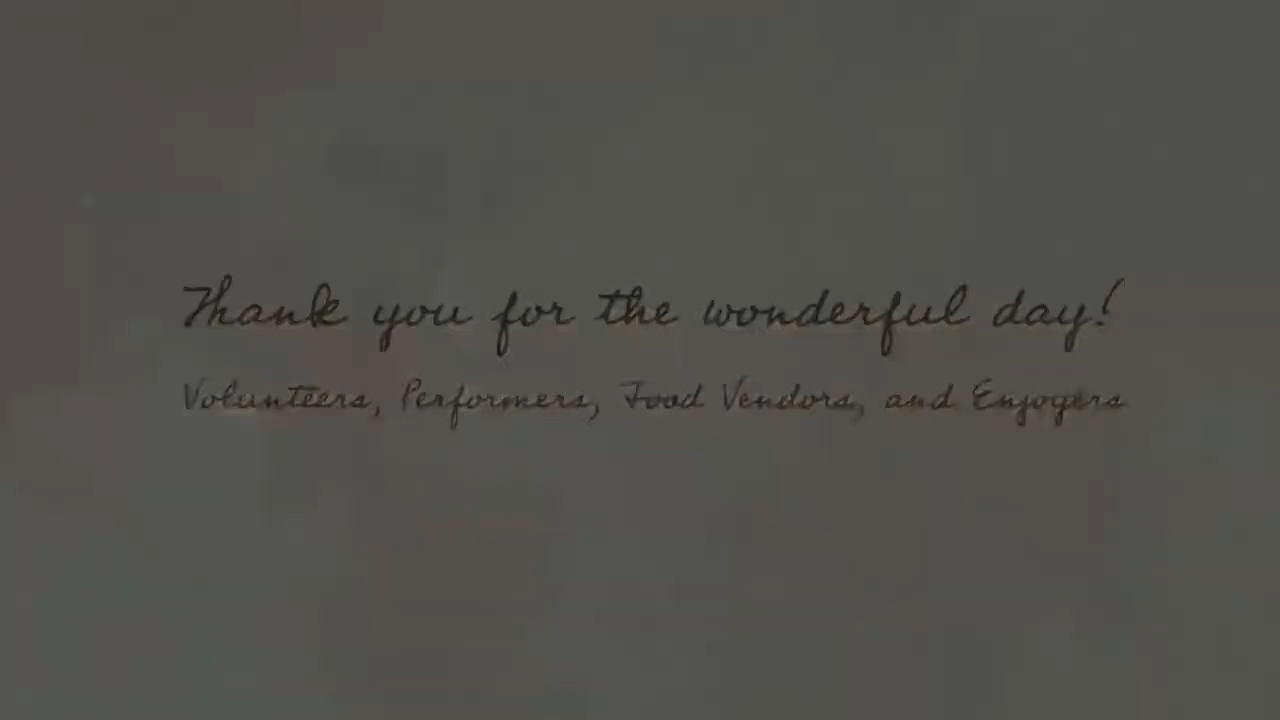 Thank you for the wonderful day!
Volunteers, Performers, Food Vendors, and Enjoyers